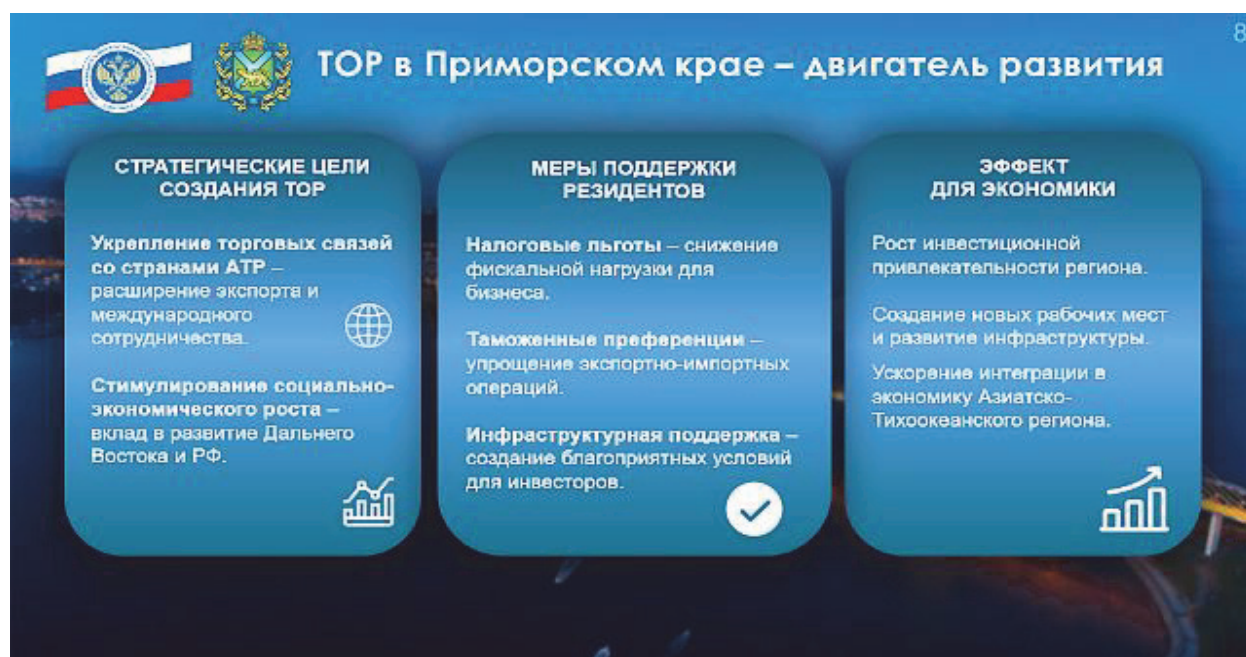 8
ТОР в Приморском крае – двигатель развития
СТРАТЕГИЧЕСКИЕ ЦЕЛИ
СОЗДАНИЯ ТОР
Укрепление торговых связей
со странами АТР –
расширение экспорта и
международного
сотрудничества.
Стимулирование социально-
экономического роста –
вклад в развитие Дальнего
Востока и РФ.
МЕРЫ ПОДДЕРЖКИ
РЕЗИДЕНТОВ
Налоговые льготы – снижение
фискальной нагрузки для
бизнеса.
Таможенные преференции –
упрощение экспортно-импортных
операций.
Инфраструктурная поддержка –
создание благоприятных условий
для инвесторов.
ЭФФЕКТ
ДЛЯ ЭКОНОМИКИ
Рост инвестиционной
привлекательности региона.
Создание новых рабочих мест
и развитие инфраструктуры.
Ускорение интеграции в
экономику Азиатско-
Тихоокеанского региона.